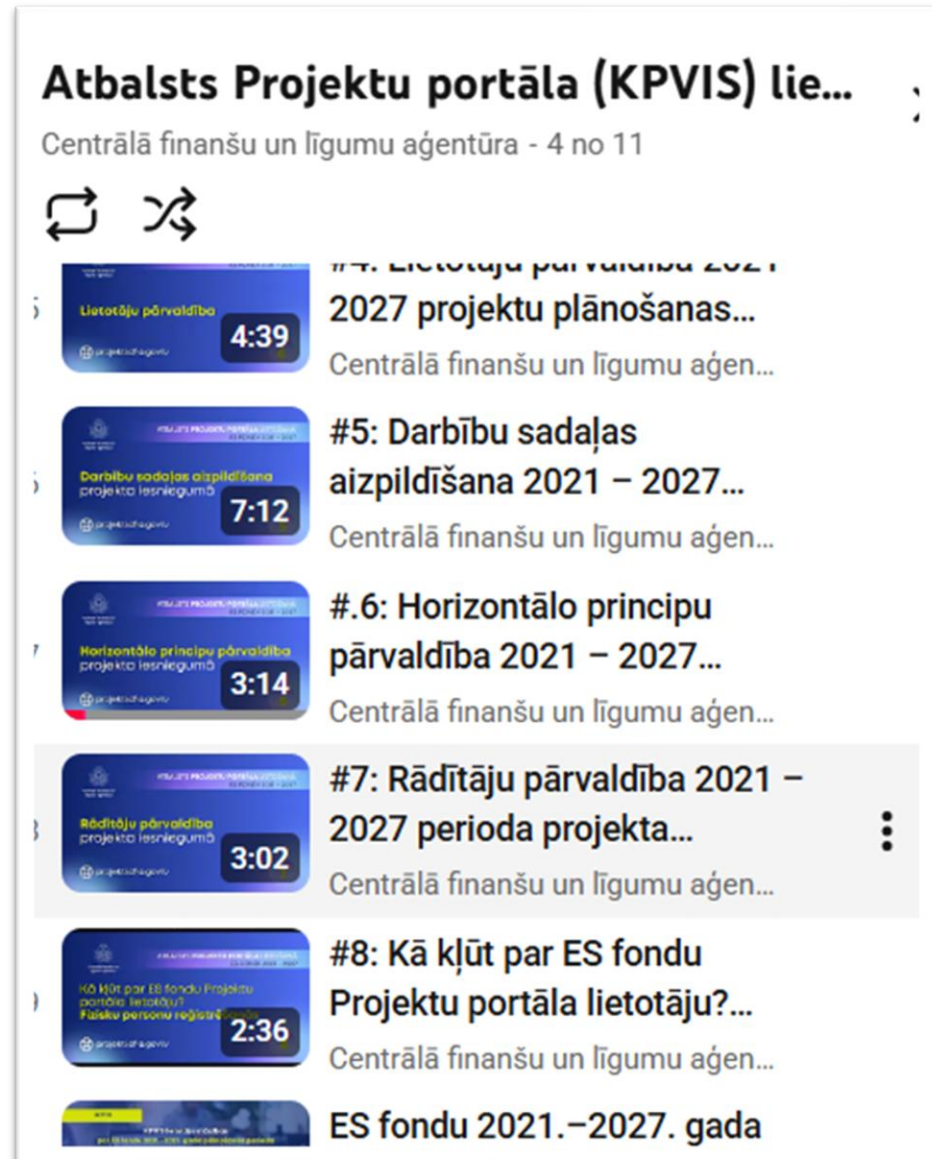 Atbalsts Projektu portāla (KPVIS) lie...
Centrālā finanšu un līgumu aģentūra - 4 no 11
#4: Lietotāju pārvaldība 2021
2027 projektu plānošanas...
Centrālā finanšu un līgumu aģen...
Lietotāju pārvaldība
4:39
#5: Darbību sadaļas
aizpildīšana 2021 – 2027...
Centrālā finanšu un līgumu aģen...
Darbību sadaļas aizpildīšana
projekta iesniegumā
7:12
#.6: Horizontālo principu
pārvaldība 2021 – 2027...
Centrālā finanšu un līgumu aģen...
Horizontālo principu pārvaldība
projekta iesniegumā
3:14
#7: Rādītāju pārvaldība 2021 –
2027 perioda projekta...
Centrālā finanšu un līgumu aģen...
Rādītāju pārvaldība
projekta iesniegumā
3:02
#8: Kā kļūt par ES fondu
Projektu portāla lietotāju?...
Centrālā finanšu un līgumu aģen...
Kā kļūt par ES fondu Projektu
portāla lietotāju?
Fizisku personu
2:36
ES fondu 2021.–2027. gada